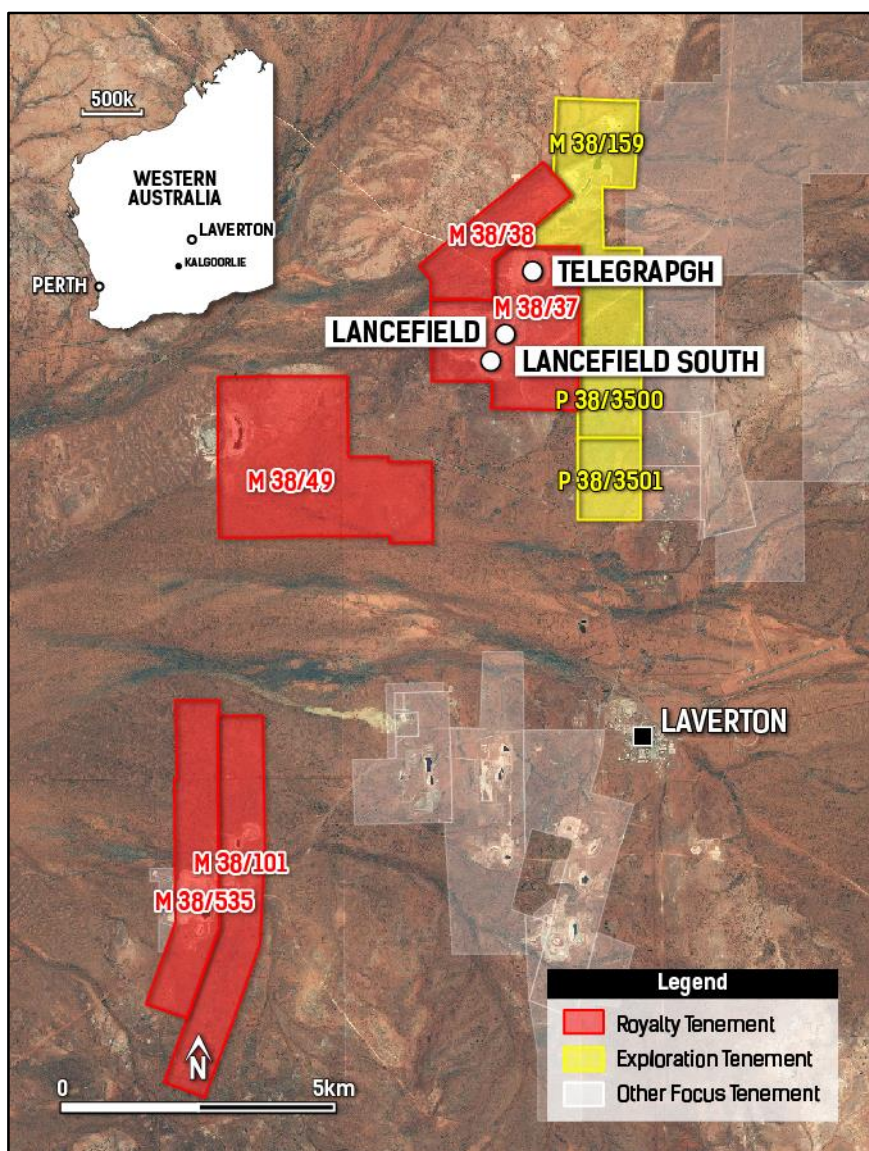 500k
WESTERN
AUSTRALIA
LAVERTON
KALGOORLIE
PERTH
M 38/159
M 38/38
TELEGRAPGH
M 38/37
LANCEFIELD
LANCEFIELD SOUTH
P 38/3500
M 38/49
P 38/3501
LAVERTON
M 38/101
M 38/535
N
0 5km
Legend
Royalty Tenement
Exploration Tenement
Other Focus Tenement